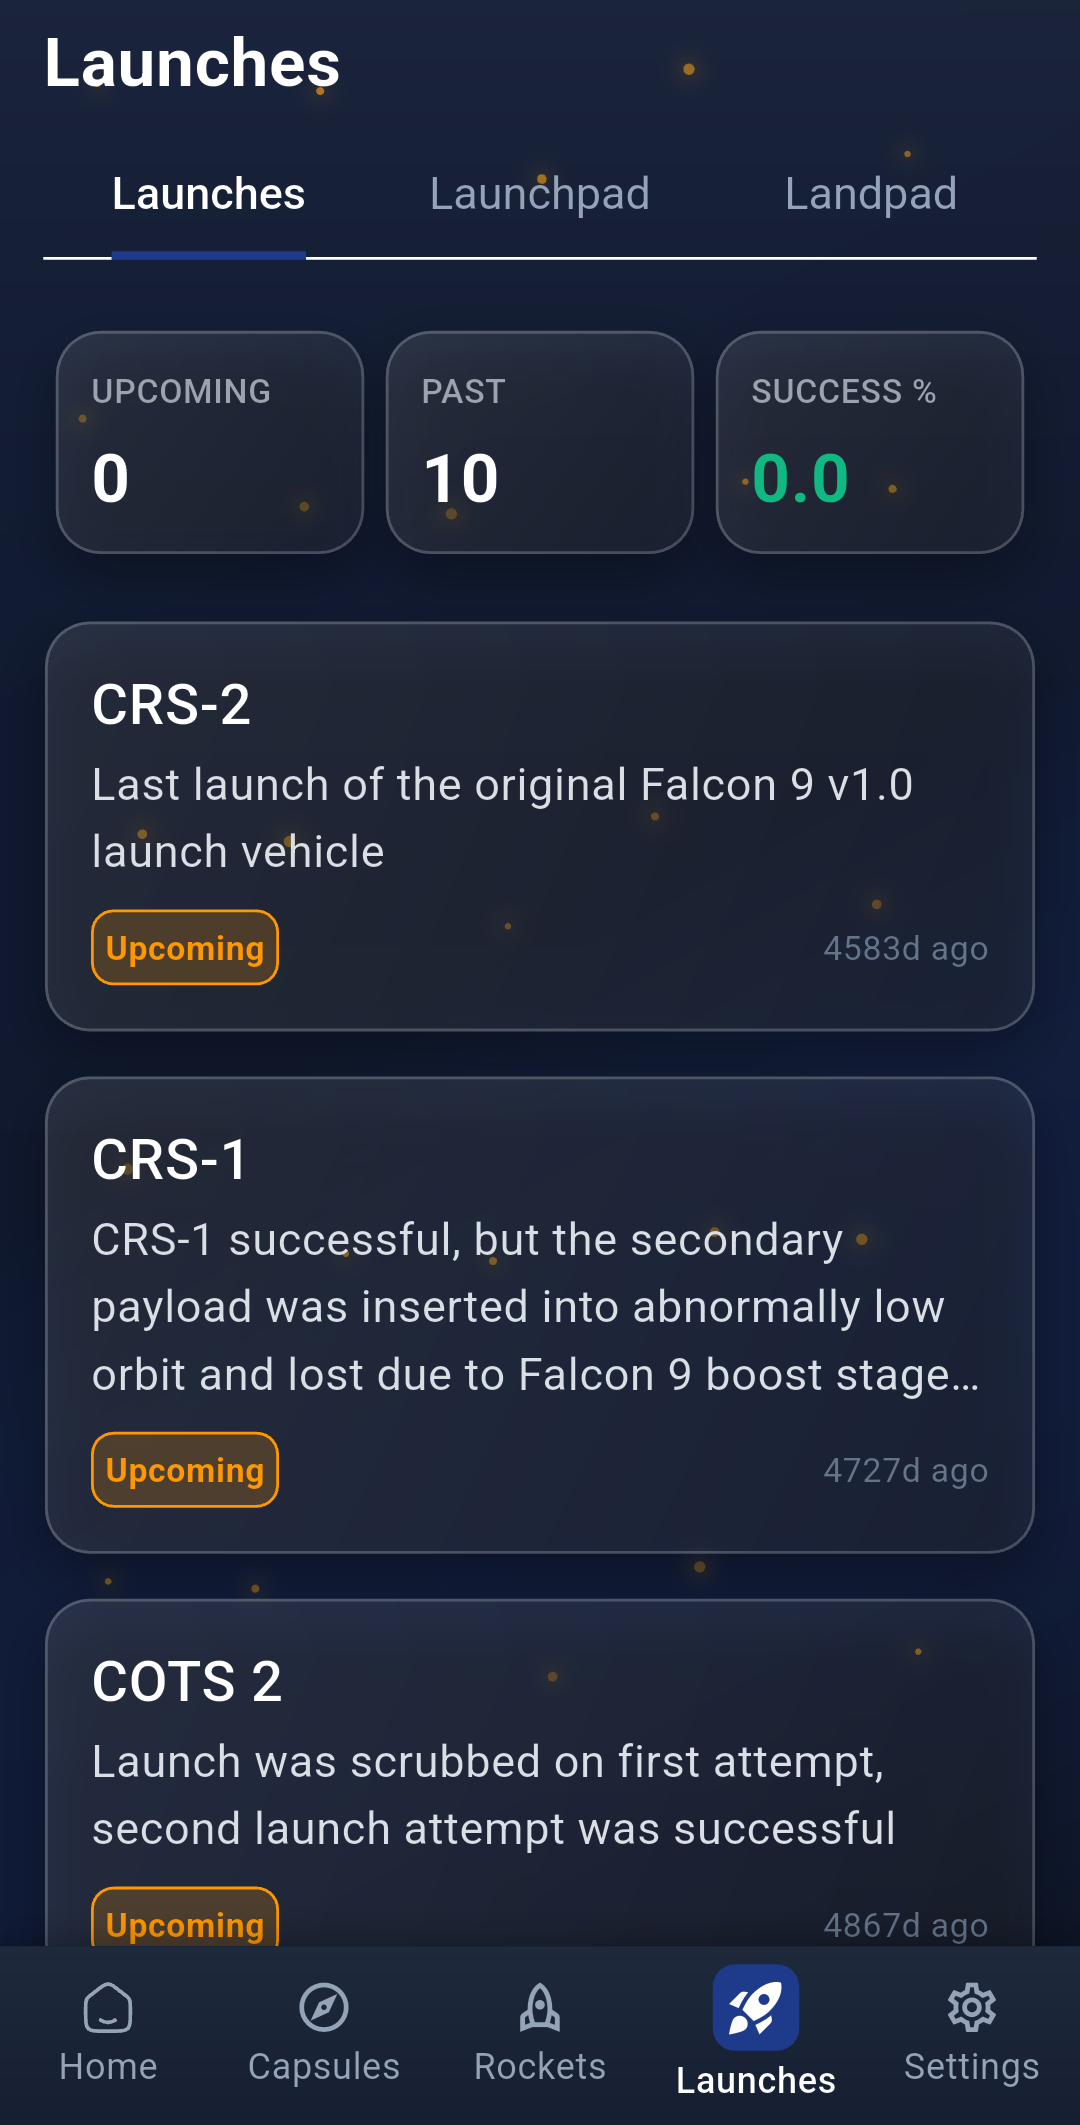 Launches
Launches Launchpad Landpad
UPCOMING PAST SUCCESS %
0 10 0.0
CRS-2
Last launch of the original Falcon 9 v1.0
launch vehicle
Upcoming 4583d ago
CRS-1
CRS-1 successful, but the secondary
payload was inserted into abnormally low
orbit and lost due to Falcon 9 boost stage…
Upcoming 4727d ago
COTS 2
Launch was scrubbed on first attempt,
second launch attempt was successful
Upcoming 4867d ago
Home Capsules Rockets Launches Settings